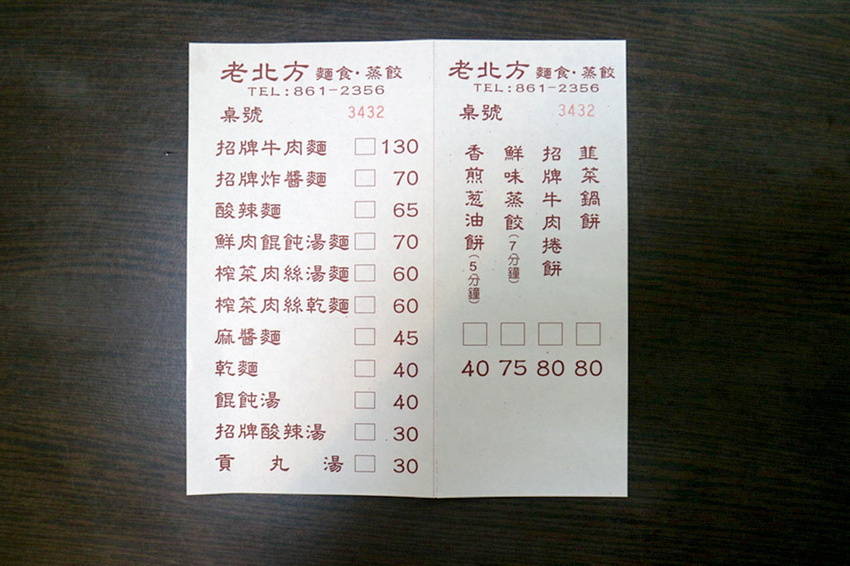 老北方 麵食·蒸餃
TEL:861-2356
桌號 3432
招牌牛肉麵 □ 130
招牌炸醬麵 □ 70
酸辣麵 □ 65
鮮肉餛飩湯麵 □ 70
榨菜肉絲湯麵 □ 60
榨菜肉絲乾麵 □ 60
麻醬麵 □ 45
乾麵 □ 40
餛飩湯 □ 40
招牌酸辣湯 □ 30
貢丸湯 □ 30
老北方 麵食·蒸餃
TEL:861-2356
桌號 3432
韭菜鍋餅 □ 80
招牌牛肉捲餅 □ 80
鮮味蒸餃(7分鐘) □ 75
香煎葱油餅(5分鐘) □ 40